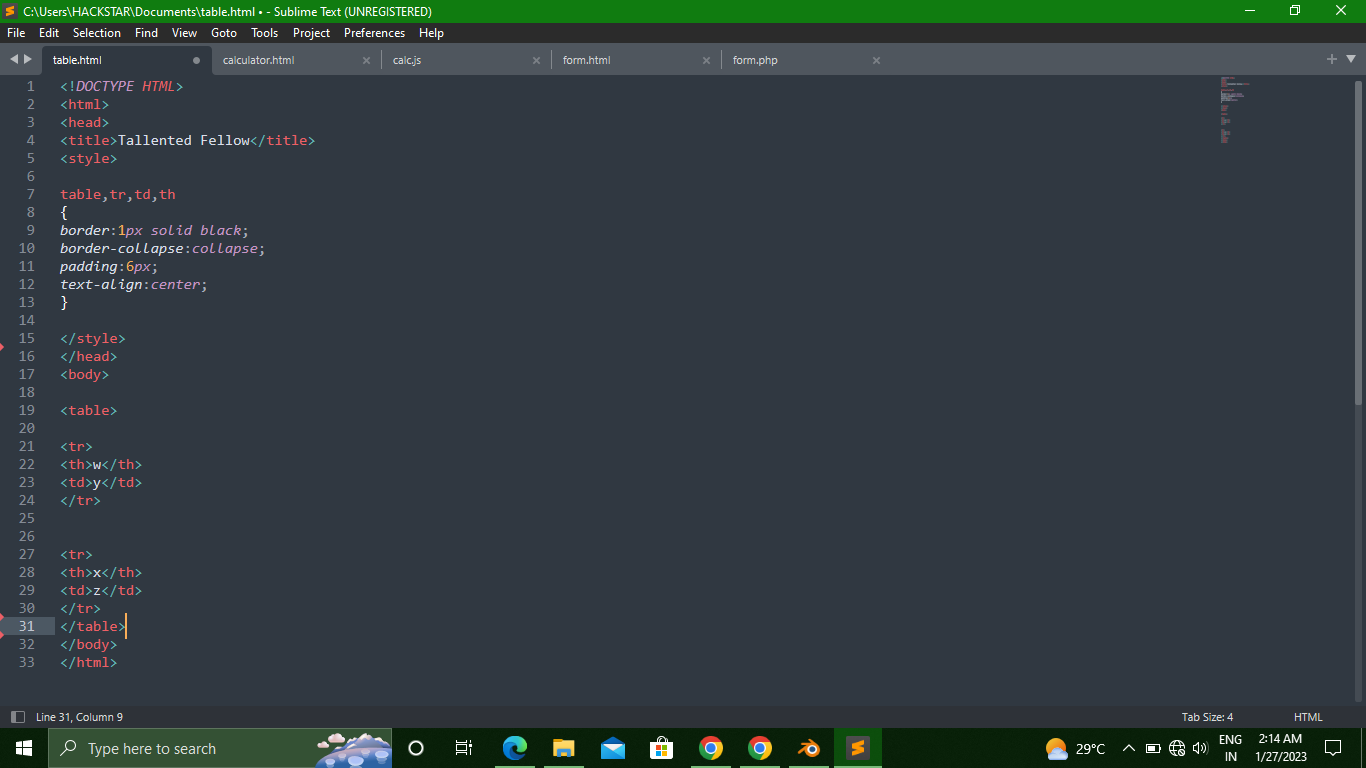 C:\Users\HACKSTAR\Documents\table.html • - Sublime Text (UNREGISTERED)
File Edit Selection Find View Goto Tools Project Preferences Help
table.html calculator.html calc.js form.html form.php
1 <!DOCTYPE HTML>
2 <html>
3 <head>
4 <title>Tallented Fellow</title>
5 <style>
6
7 table,tr,td,th
8 {
9 border:1px solid black;
10 border-collapse:collapse;
11 padding:6px;
12 text-align:center;
13 }
14
15 </style>
16 </head>
17 <body>
18
19 <table>
20
21 <tr>
22 <th>w</th>
23 <td>y</td>
24 </tr>
25
26
27 <tr>
28 <th>x</th>
29 <td>z</td>
30 </tr>
31 </table>
32 </body>
33 </html>
Line 31, Column 9 Tab Size: 4 HTML
Type here to search 29°C ENG 2:14 AM
IN 1/27/2023